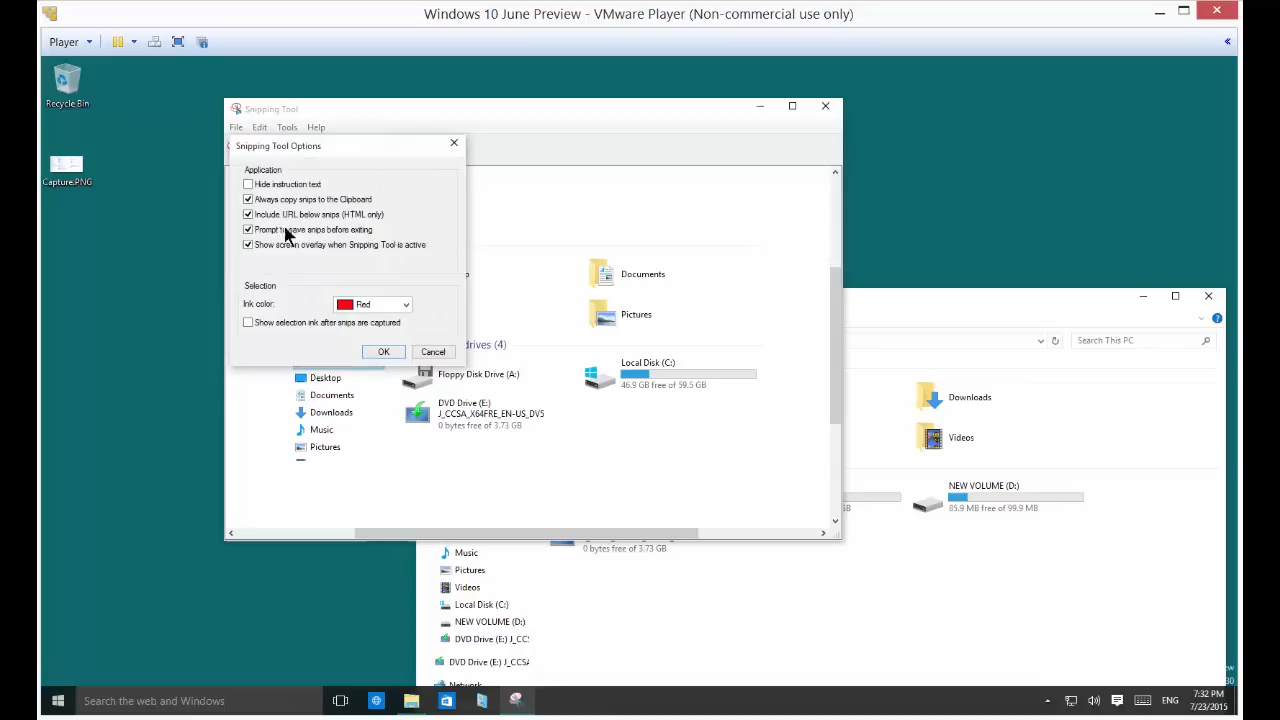 Windows 10 June Preview - VMware Player (Non-commercial use only)
Player
Recycle Bin
Capture.PNG
Snipping Tool
File Edit Tools Help
Snipping Tool Options
Application
Hide instruction text
Always copy snips to the Clipboard
Include URL below snips (HTML only)
Prompt to save snips before exiting
Show screen overlay when Snipping Tool is active
Selection
Ink color:
Red
Show selection ink after snips are captured
OK
Cancel
Documents
Pictures
drives (4)
Floppy Disk Drive (A:)
Local Disk (C:)
46.9 GB free of 59.5 GB
DVD Drive (E:)
J_CCSA_X64FRE_EN-US_DV5
0 bytes free of 3.73 GB
Desktop
Documents
Downloads
Music
Pictures
Search This PC
Downloads
Videos
NEW VOLUME (D:)
85.9 MB free of 99.9 MB
GB
0 bytes free of 3.73 GB
Music
Pictures
Videos
Local Disk (C:)
NEW VOLUME (D:)
DVD Drive (E:) J_CC
DVD Drive (E:) J_CCSA
Search the web and Windows
ENG
7:32 PM
7/23/2015